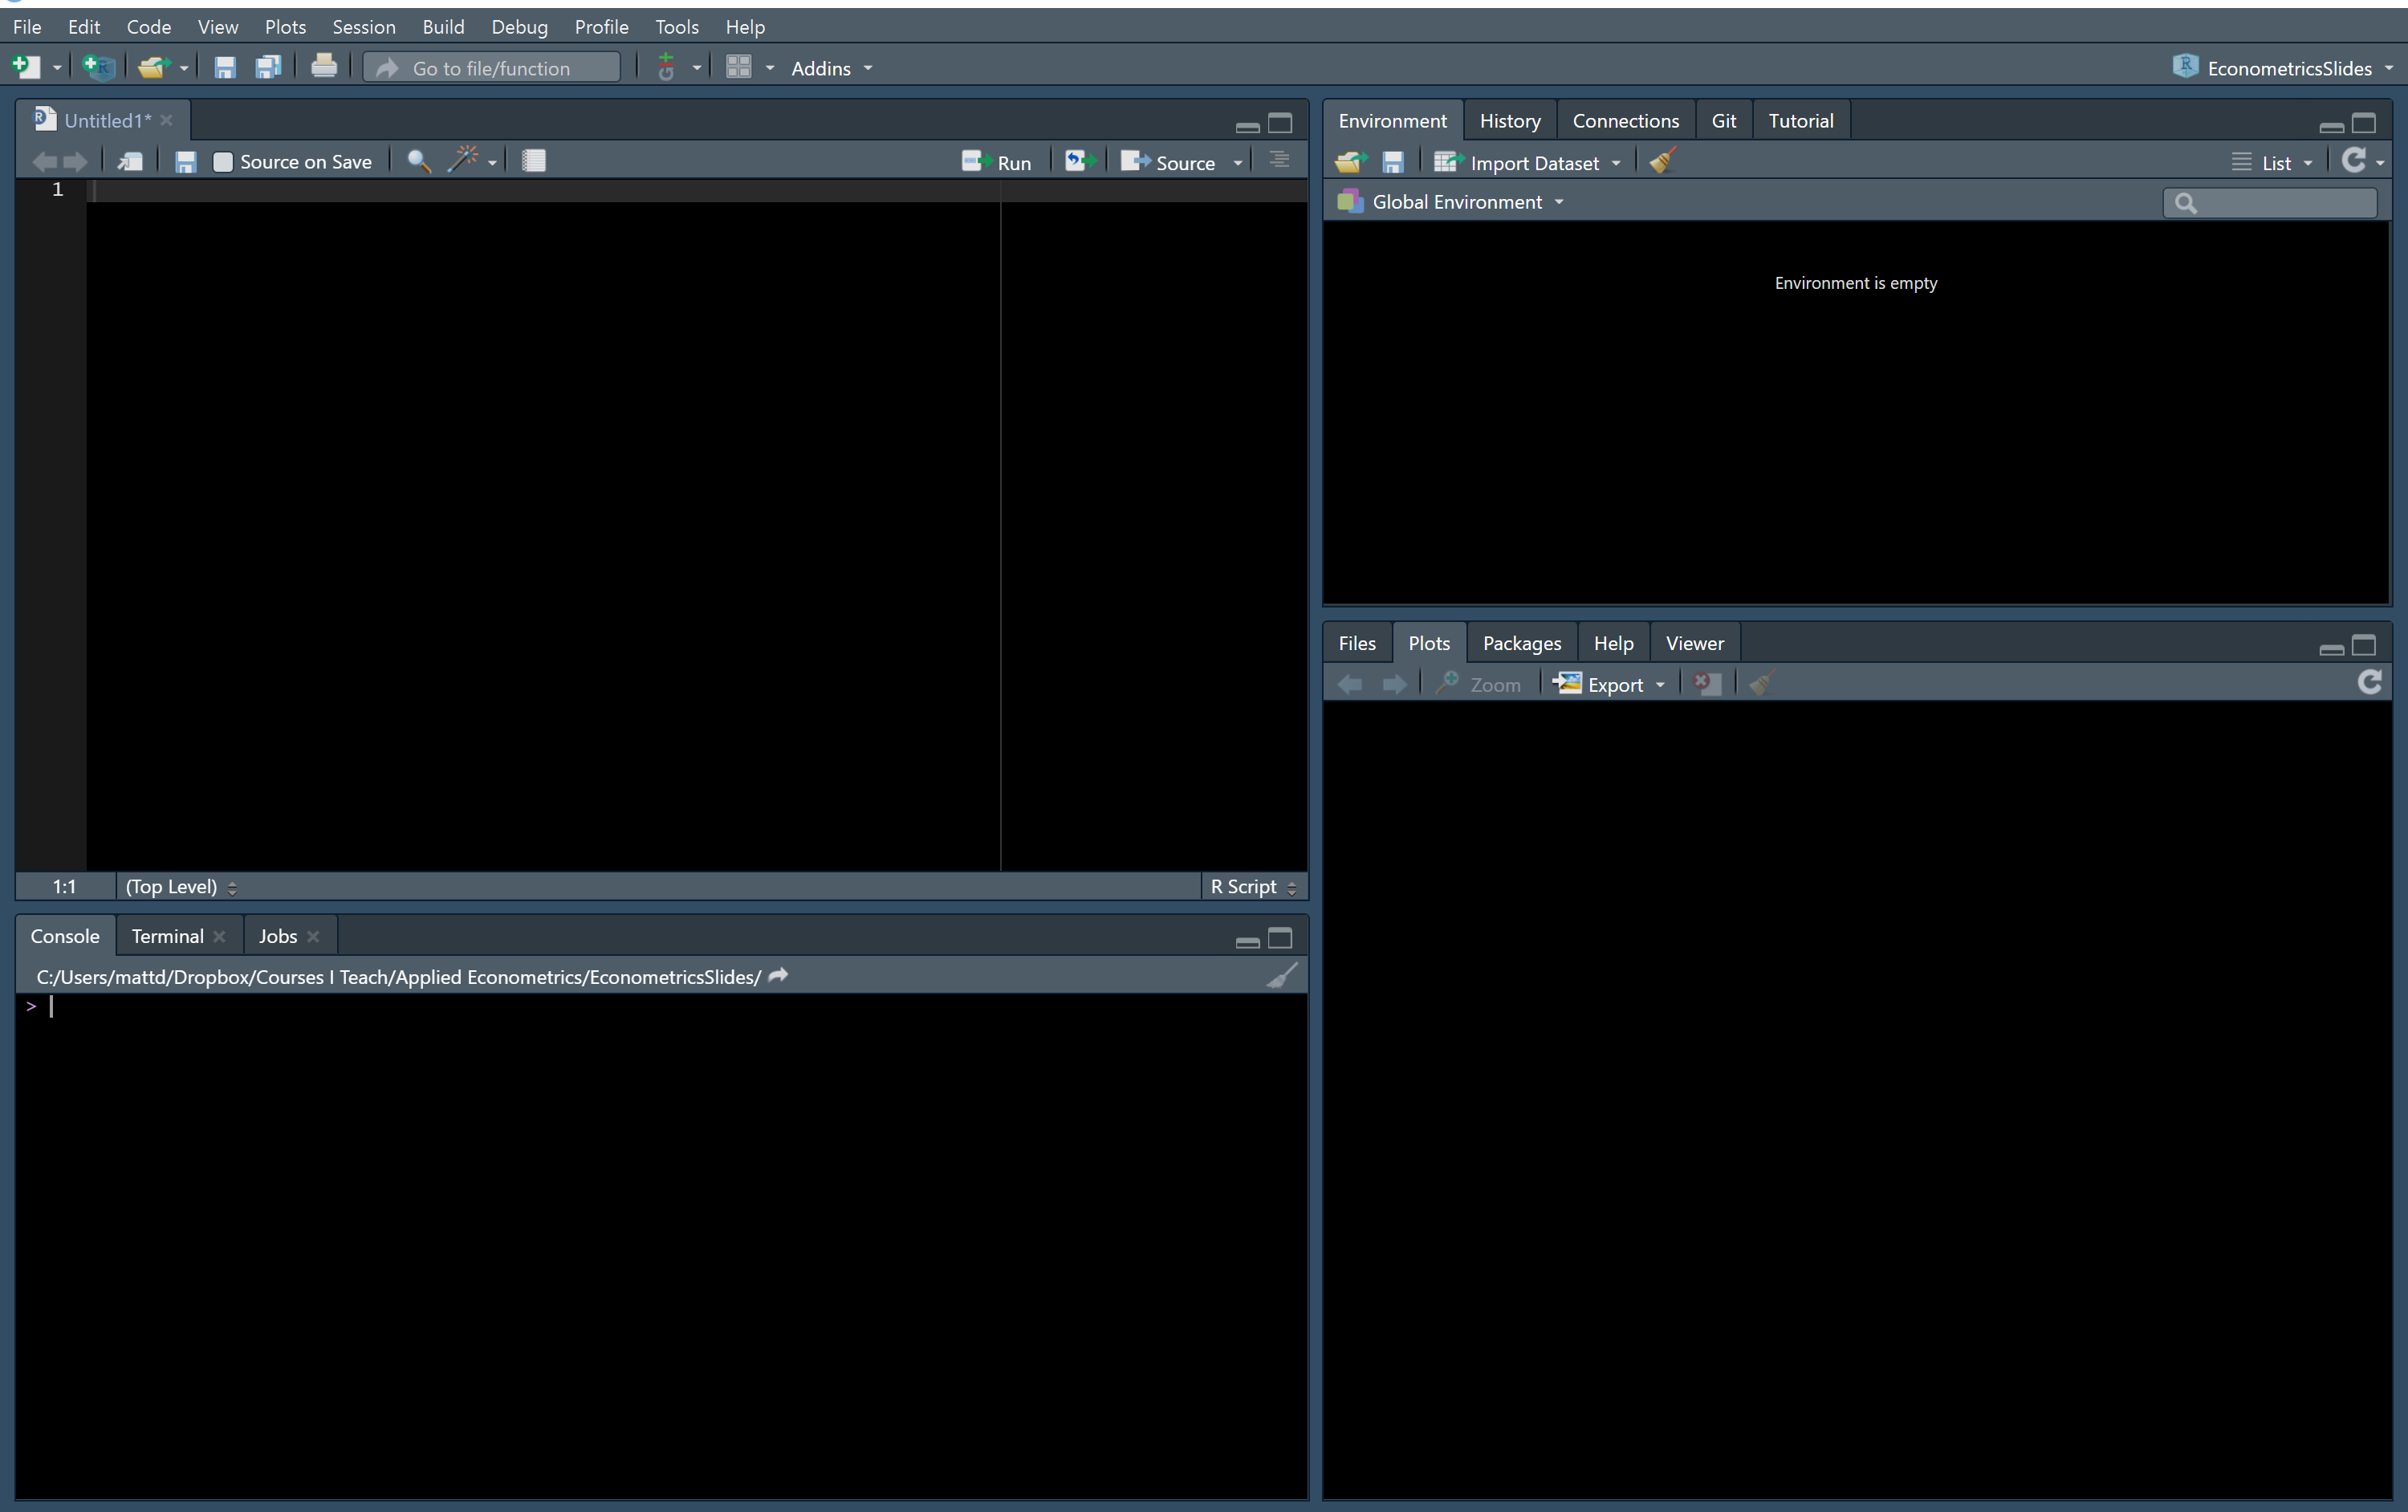 File Edit Code View Plots Session Build Debug Profile Tools Help
Go to file/function Addins EconometricsSlides
Untitled1*
Source on Save Run Source
1
1:1 (Top Level) R Script
Console Terminal Jobs
C:/Users/mattd/Dropbox/Courses I Teach/Applied Econometrics/EconometricsSlides/
>
Environment History Connections Git Tutorial
Import Dataset List
Global Environment
Environment is empty
Files Plots Packages Help Viewer
Zoom Export